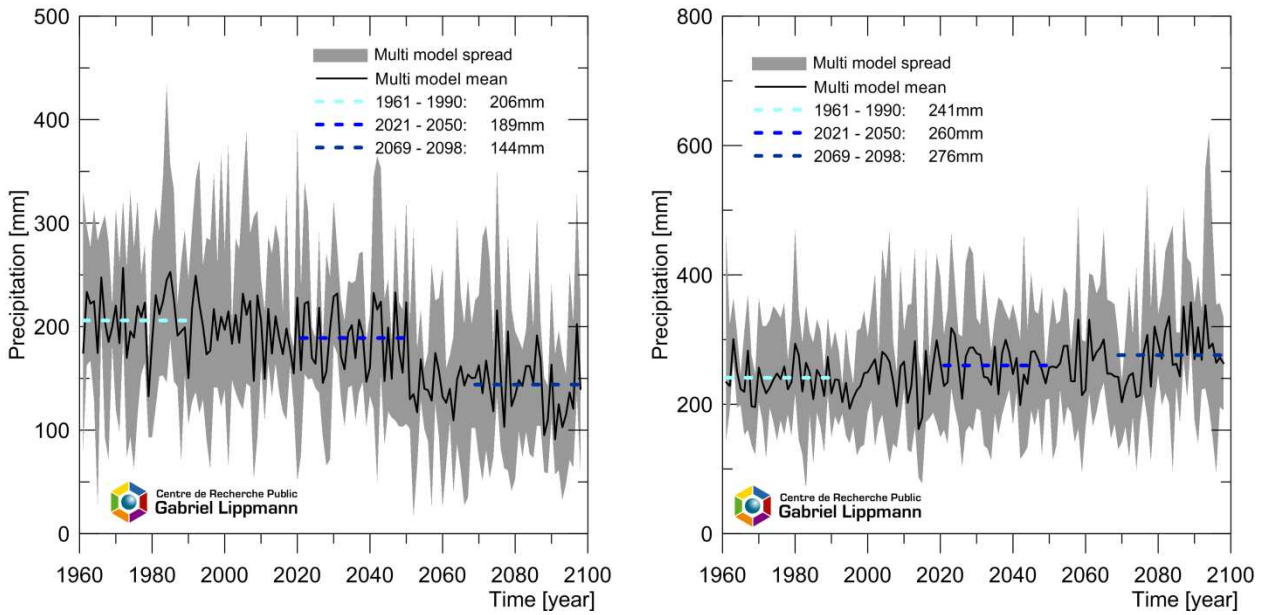 500
400
300
200
100
0
Precipitation [mm]
Multi model spread
Multi model mean
1961 - 1990: 206mm
2021 - 2050: 189mm
2069 - 2098: 144mm
Centre de Recherche Public
Gabriel Lippmann
1960 1980 2000 2020 2040 2060 2080 2100
Time [year]
800
600
400
200
0
Precipitation [mm]
Multi model spread
Multi model mean
1961 - 1990: 241mm
2021 - 2050: 260mm
2069 - 2098: 276mm
Centre de Recherche Public
Gabriel Lippmann
1960 1980 2000 2020 2040 2060 2080 2100
Time [year]